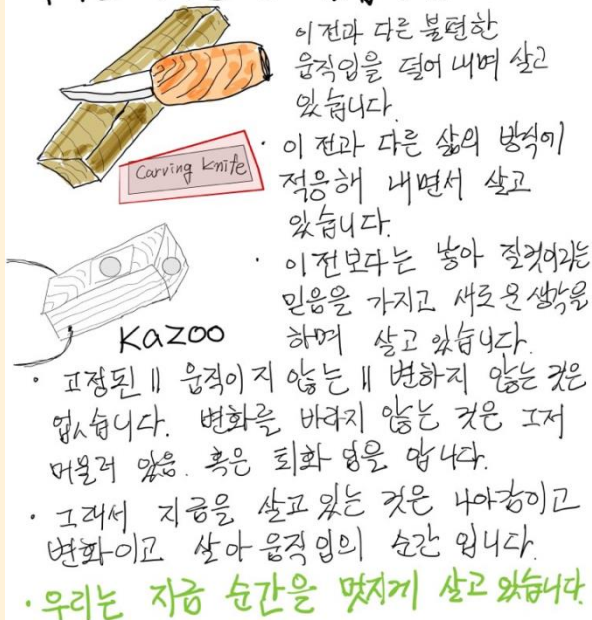 이전과 다른 불편한
움직임을 덜어 내며 살고
있습니다.
Carving Knife
· 이전과 다른 삶의 방식에
적응해 내면서 살고
있습니다.
· 이전보다는 낳아 질것이라는
믿음을 가지고 새로운 생각을
하며 살고 있습니다.
Kazoo
· 고정된 || 움직이지 않는 || 변하지 않는 것은
없습니다. 변화를 바라지 않는 것은 그저
머물러 있음. 혹은 퇴화 임을 압니다.
· 그래서 지금을 살고 있는 것은 나아감이고
변화이고 살아 움직임의 순간 입니다.
· 우리는 지금 순간을 멋지게 살고 있습니다.